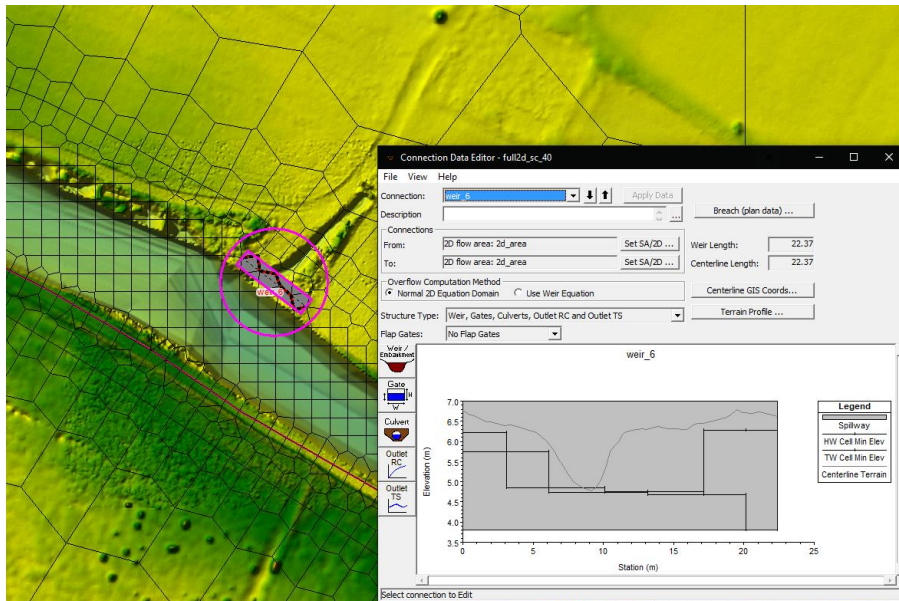 Connection Data Editor - full2d_sc_40
File View Help
Connection: weir_6 Apply Data
Description ... Breach (plan data) ...
Connections
From: 2D flow area: 2d_area Set SA/2D ... Weir Length: 22.37
To: 2D flow area: 2d_area Set SA/2D ... Centerline Length: 22.37
Overflow Computation Method
Normal 2D Equation Domain Use Weir Equation Centerline GIS Coords...
Structure Type: Weir, Gates, Culverts, Outlet RC and Outlet TS Terrain Profile ...
Flap Gates: No Flap Gates
Weir /
Embankment
Gate
H
W
Culvert
Outlet
RC
Outlet
TS
weir_6
7.0
6.5
6.0
5.5
5.0
4.5
4.0
3.5
Elevation (m)
0 5 10 15 20 25
Station (m)
Legend
Spillway
HW Cell Min Elev
TW Cell Min Elev
Centerline Terrain
Select connection to Edit
weir_6